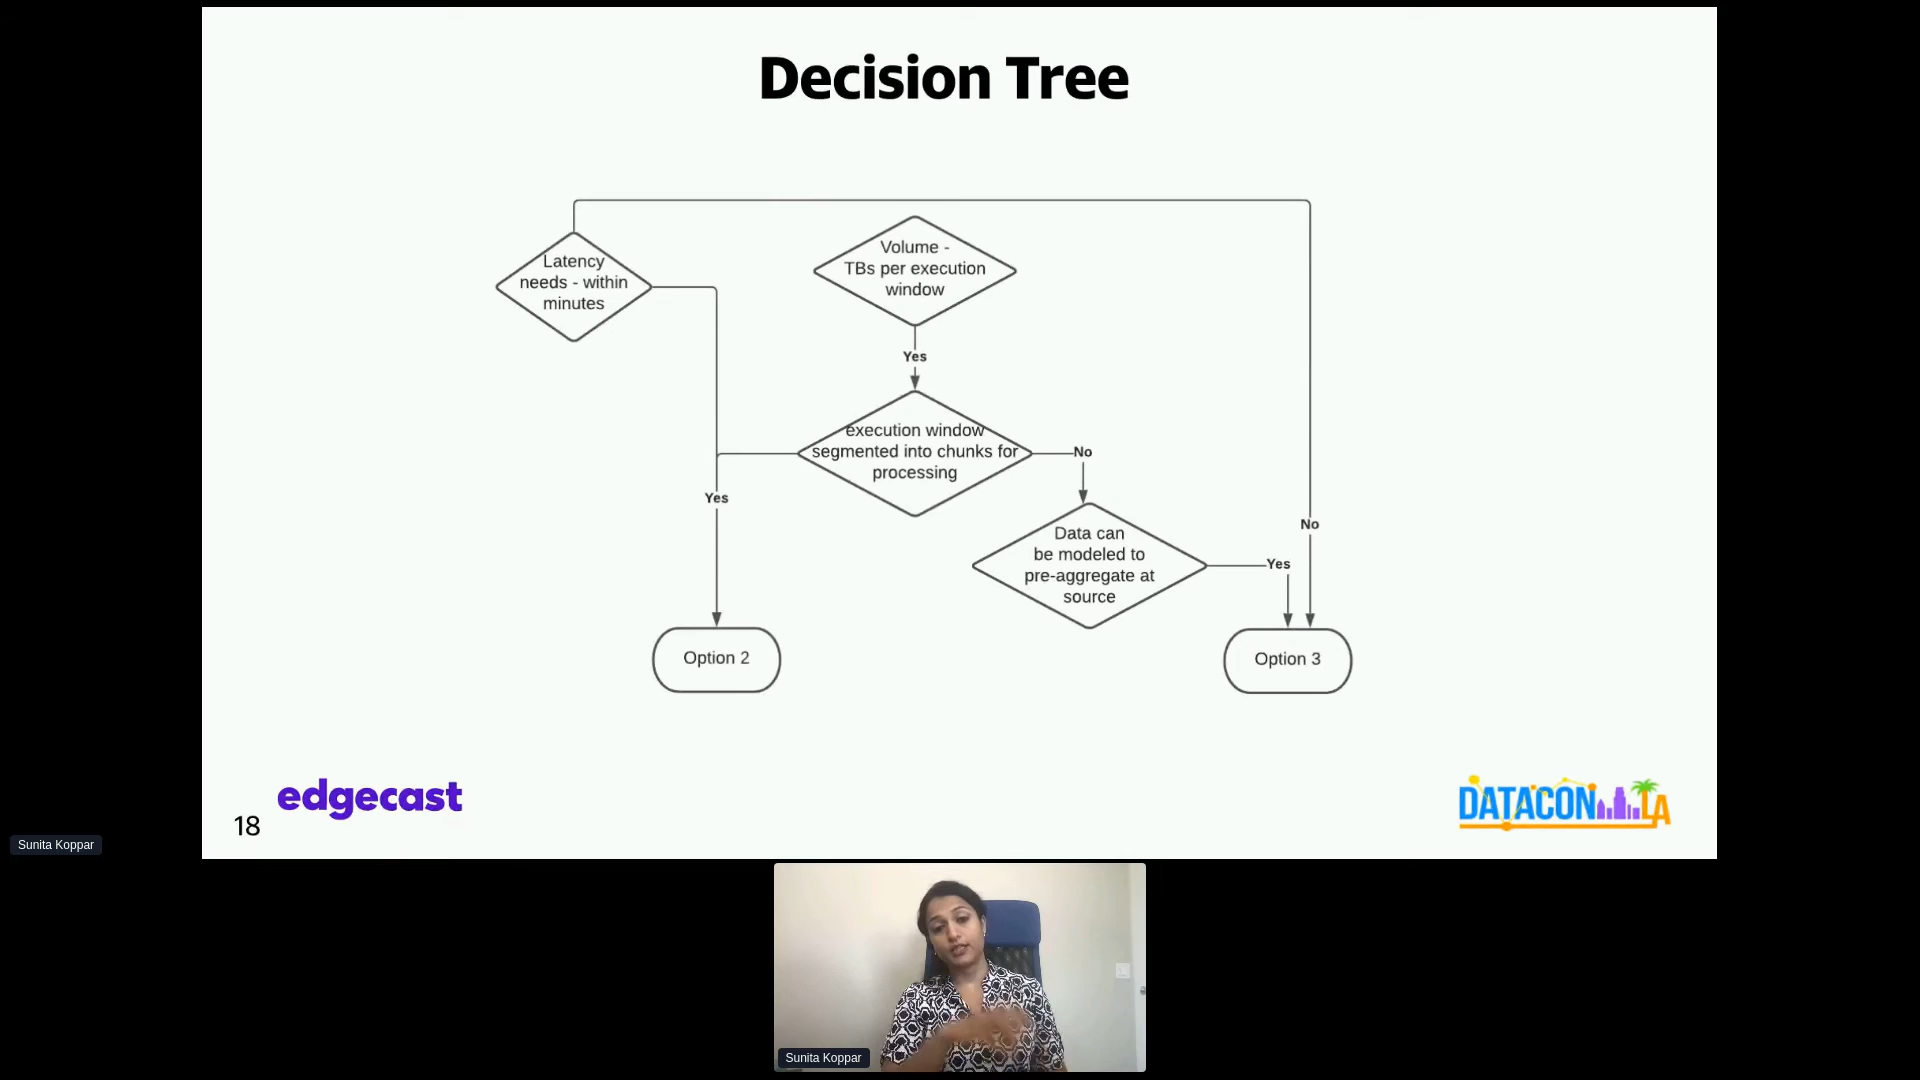 Decision Tree
Latency
needs - within
minutes
Volume -
TBs per execution
window
Yes
execution window
segmented into chunks for
processing
No
Yes
Data can
be modeled to
pre-aggregate at
source
Yes
No
Option 2
Option 3
edgecast
DATACON LA
18
Sunita Koppar
Sunita Koppar